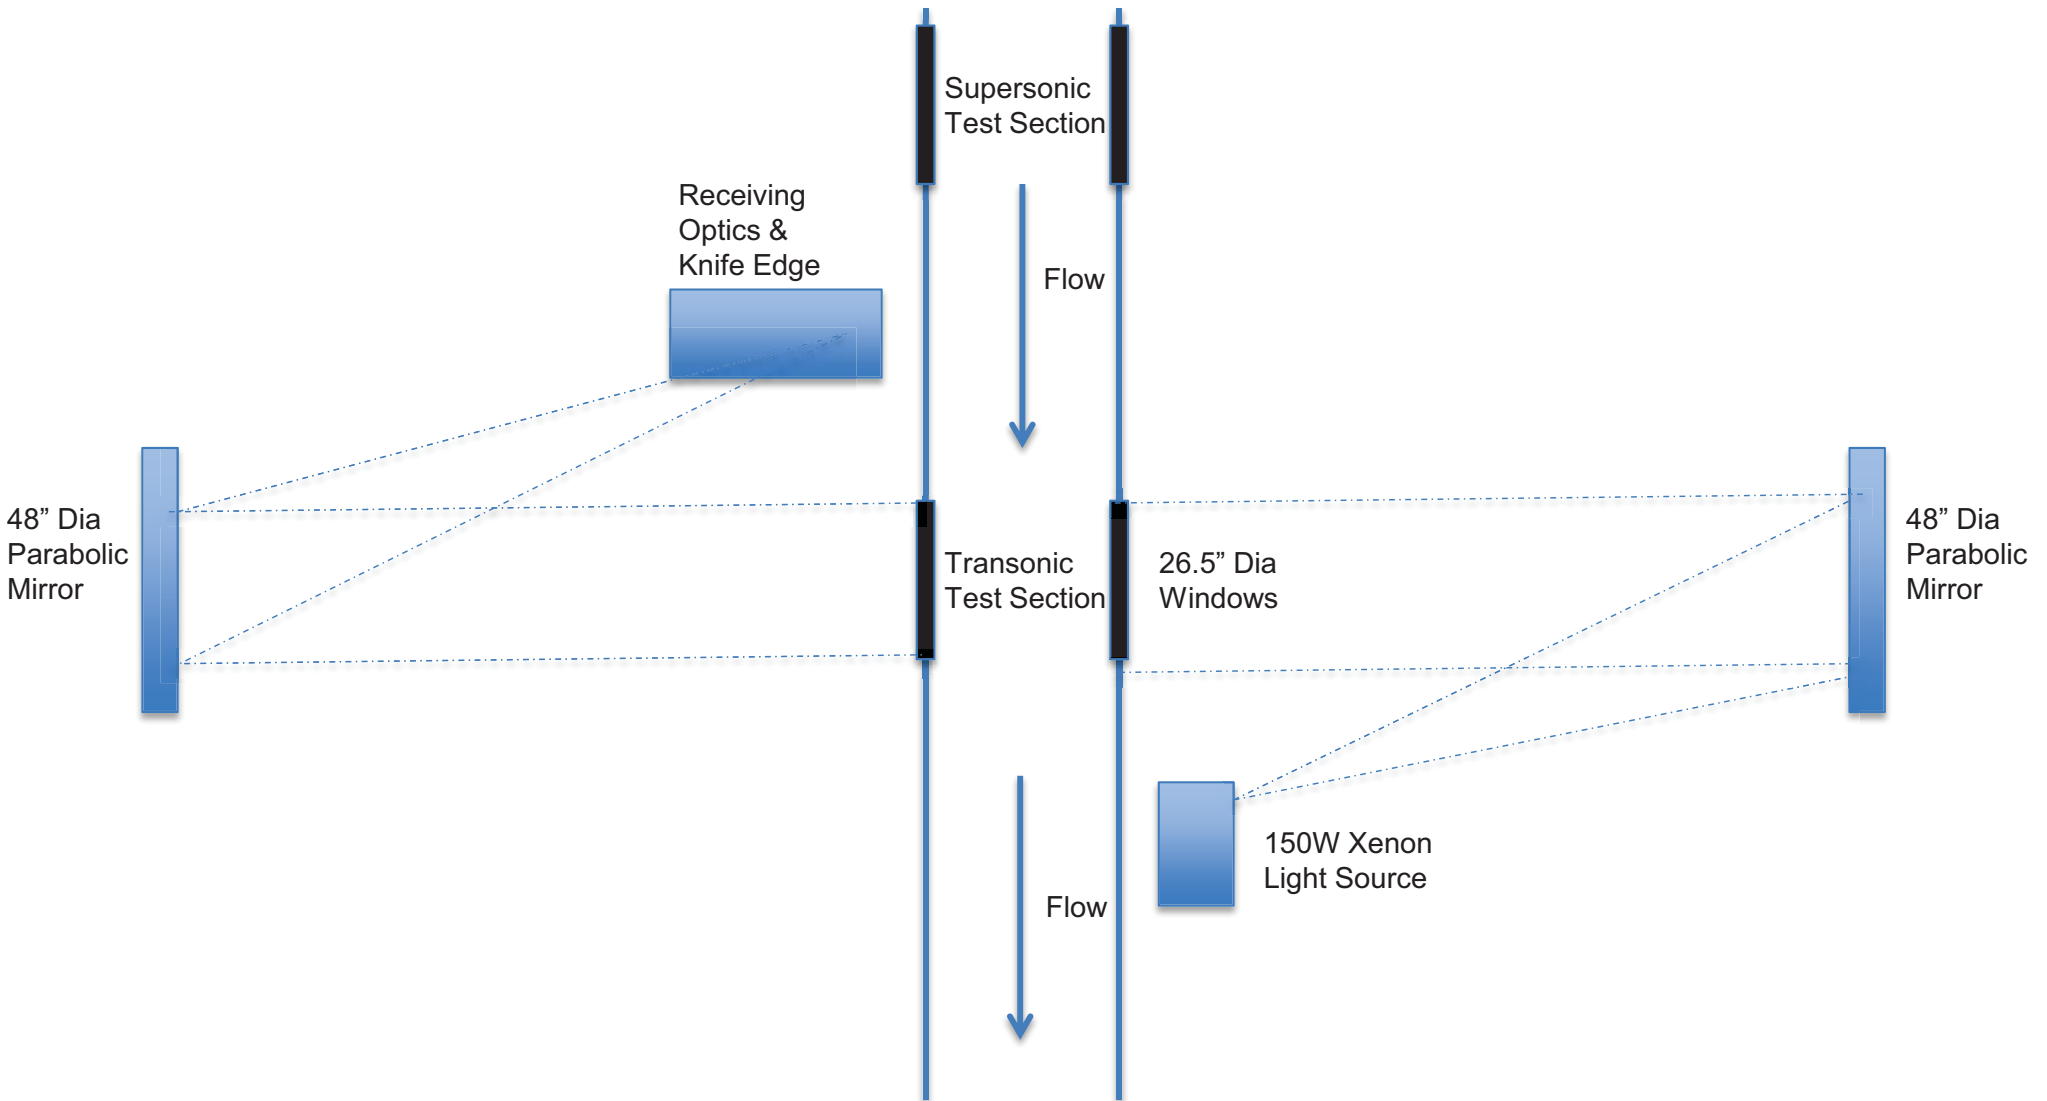 Supersonic
Test Section
Receiving
Optics &
Knife Edge
Flow
48” Dia
Parabolic
Mirror
Transonic
Test Section
26.5” Dia
Windows
48” Dia
Parabolic
Mirror
150W Xenon
Light Source
Flow